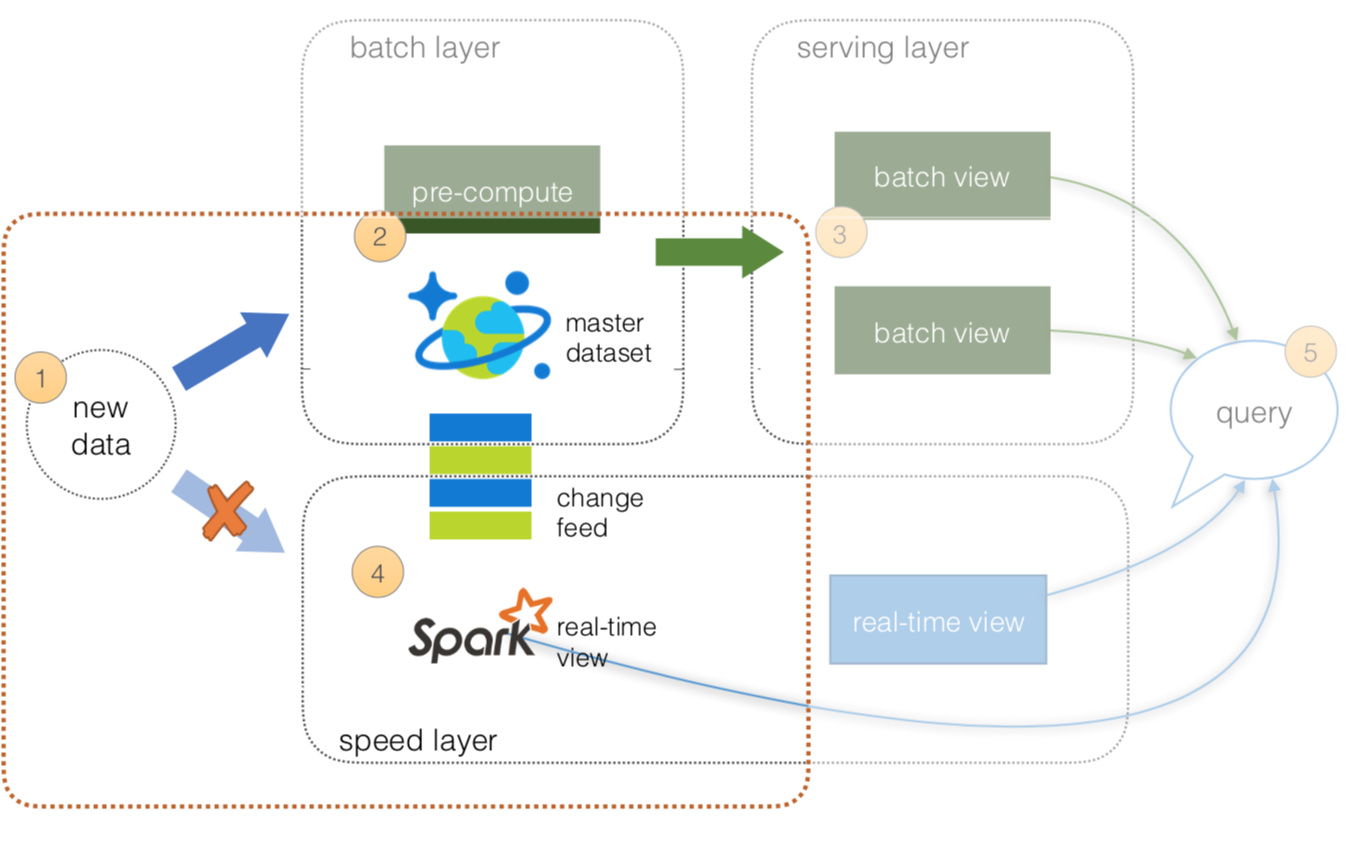 batch layer
serving layer
pre-compute
batch view
2
3
master
dataset
batch view
1
new
data
5
query
change
feed
4
Spark
real-time
view
real-time view
speed layer